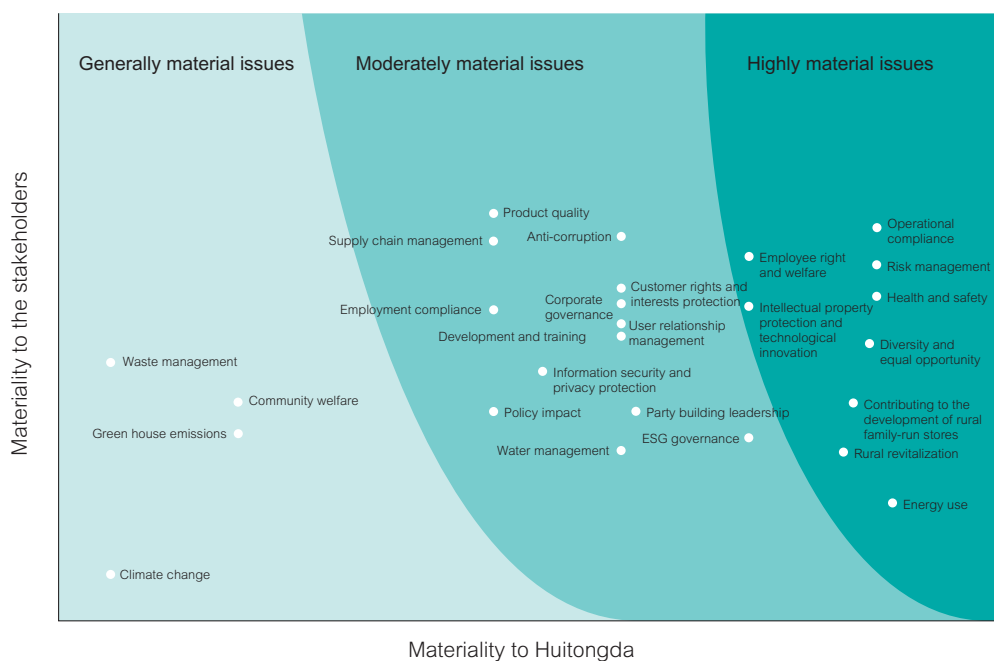 Generally material issues
Moderately material issues
Highly material issues
Materiality to the stakeholders
Product quality
Supply chain management
Anti-corruption
Operational
compliance
Employee right
and welfare
Risk management
Customer rights and
interests protection
Corporate
governance
Health and safety
Employment compliance
Intellectual property
protection and
technological
innovation
User relationship
management
Development and training
Diversity and
equal opportunity
Waste management
Information security and
privacy protection
Community welfare
Policy impact
Party building leadership
Contributing to the
development of rural
family-run stores
Green house emissions
ESG governance
Water management
Rural revitalization
Energy use
Climate change
Materiality to Huitongda